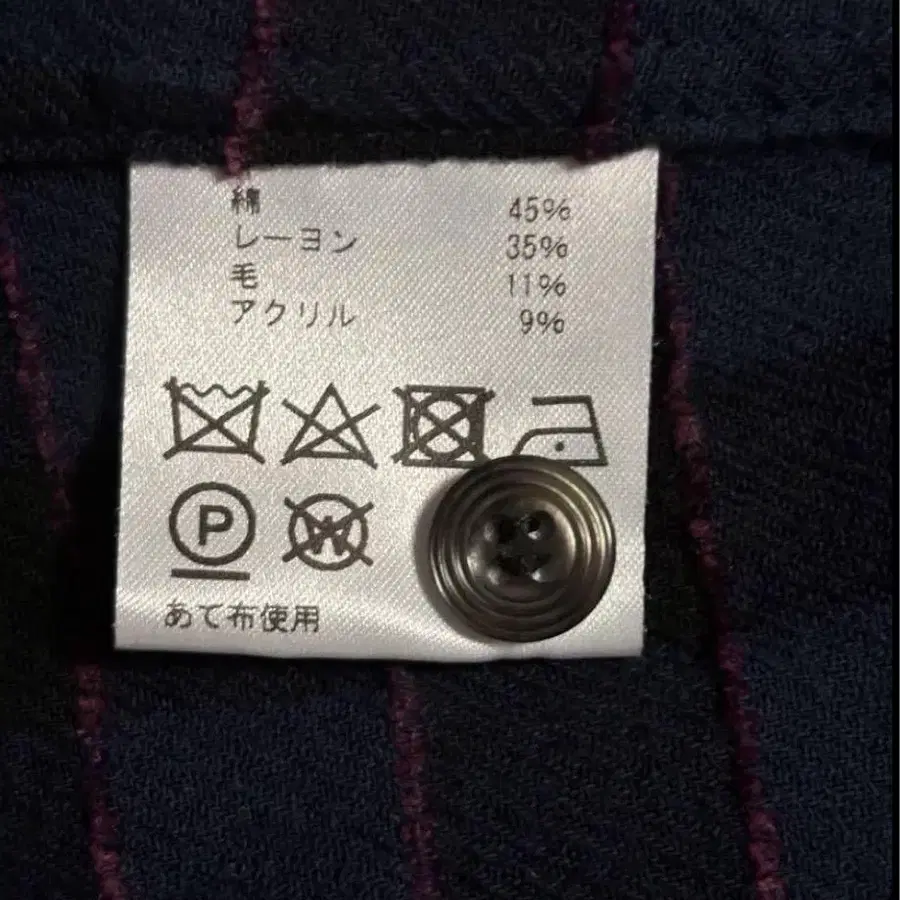 綿 45%
レーヨン 35%
毛 11%
アクリル 9%
P W
あて布使用